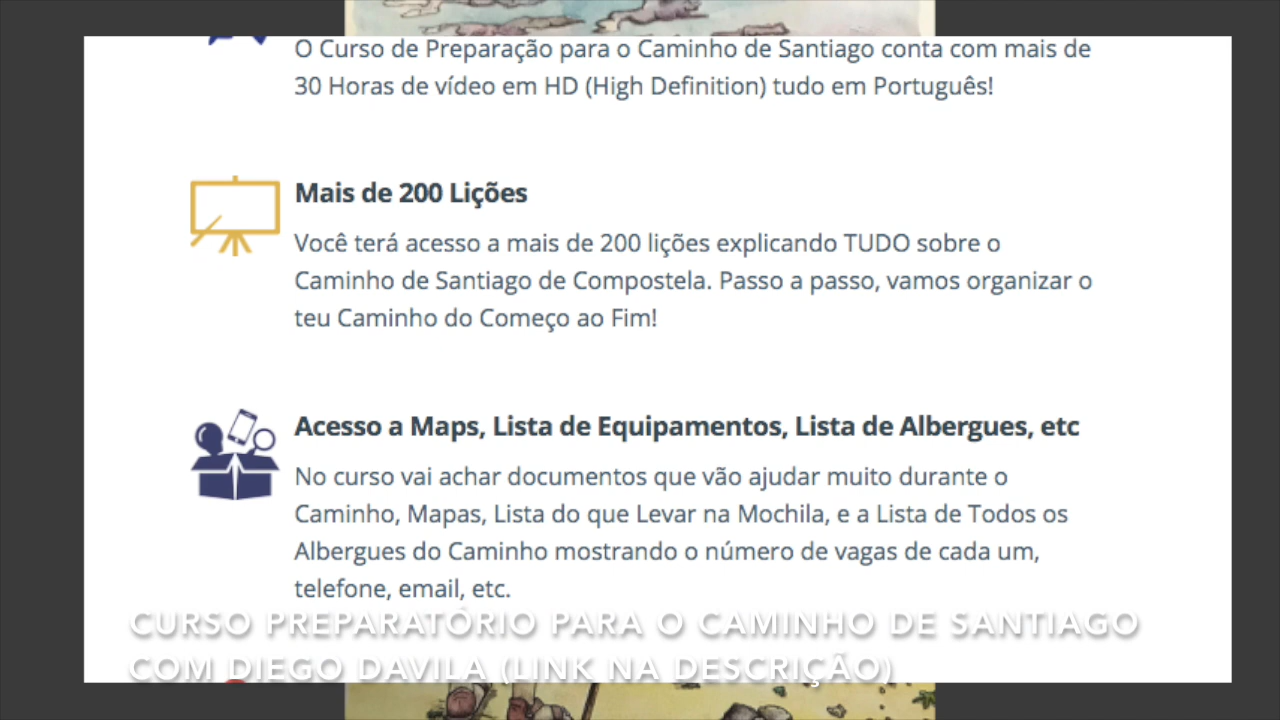 O Curso de Preparação para o Caminho de Santiago conta com mais de
30 Horas de vídeo em HD (High Definition) tudo em Português!
Mais de 200 Lições
Você terá acesso a mais de 200 lições explicando TUDO sobre o
Caminho de Santiago de Compostela. Passo a passo, vamos organizar o
teu Caminho do Começo ao Fim!
Acesso a Maps, Lista de Equipamentos, Lista de Albergues, etc
No curso vai achar documentos que vão ajudar muito durante o
Caminho, Mapas, Lista do que Levar na Mochila, e a Lista de Todos os
Albergues do Caminho mostrando o número de vagas de cada um,
telefone, email, etc.
CURSO PREPARATÓRIO PARA O CAMINHO DE SANTIAGO
COM DIEGO DAVILA (LINK NA DESCRIÇÃO)